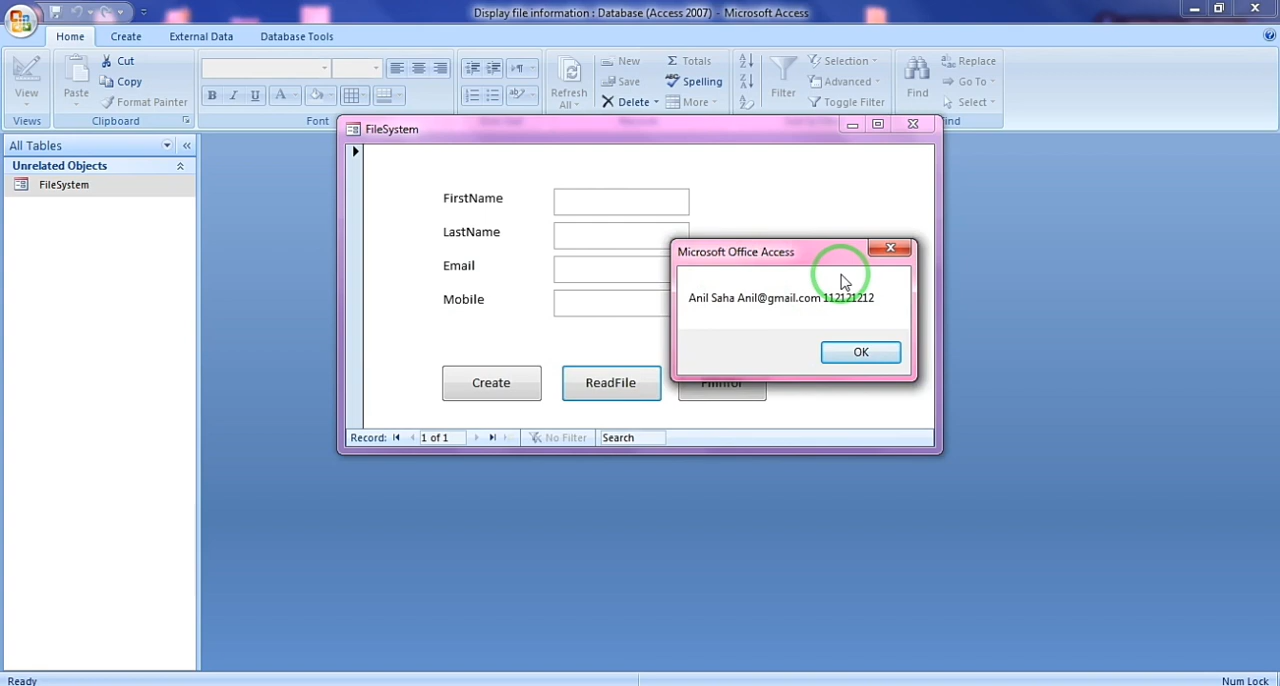 Display file information : Database (Access 2007) - Microsoft Access
Home Create External Data Database Tools
View
Views
Paste
Cut
Copy
Format Painter
Clipboard
B I U A
Font
Refresh
All
New
Save
Delete
Totals
Spelling
More
Filter
Selection
Advanced
Toggle Filter
Find
Replace
Go To
Select
All Tables
Unrelated Objects
FileSystem
FileSystem
FirstName
LastName
Email
Mobile
Create
ReadFile
Microsoft Office Access
Anil Saha Anil@gmail.com 112121212
OK
Record: 1 of 1 No Filter Search
Ready
Num Lock